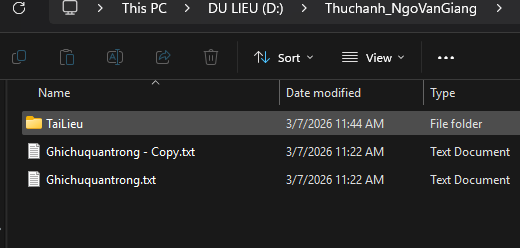 This PC > DU LIEU (D:) > Thuchanh_NgoVanGiang >
Sort View ...
Name Date modified Type
TaiLieu 3/7/2026 11:44 AM File folder
Ghichuquantrong - Copy.txt 3/7/2026 11:22 AM Text Document
Ghichuquantrong.txt 3/7/2026 11:22 AM Text Document